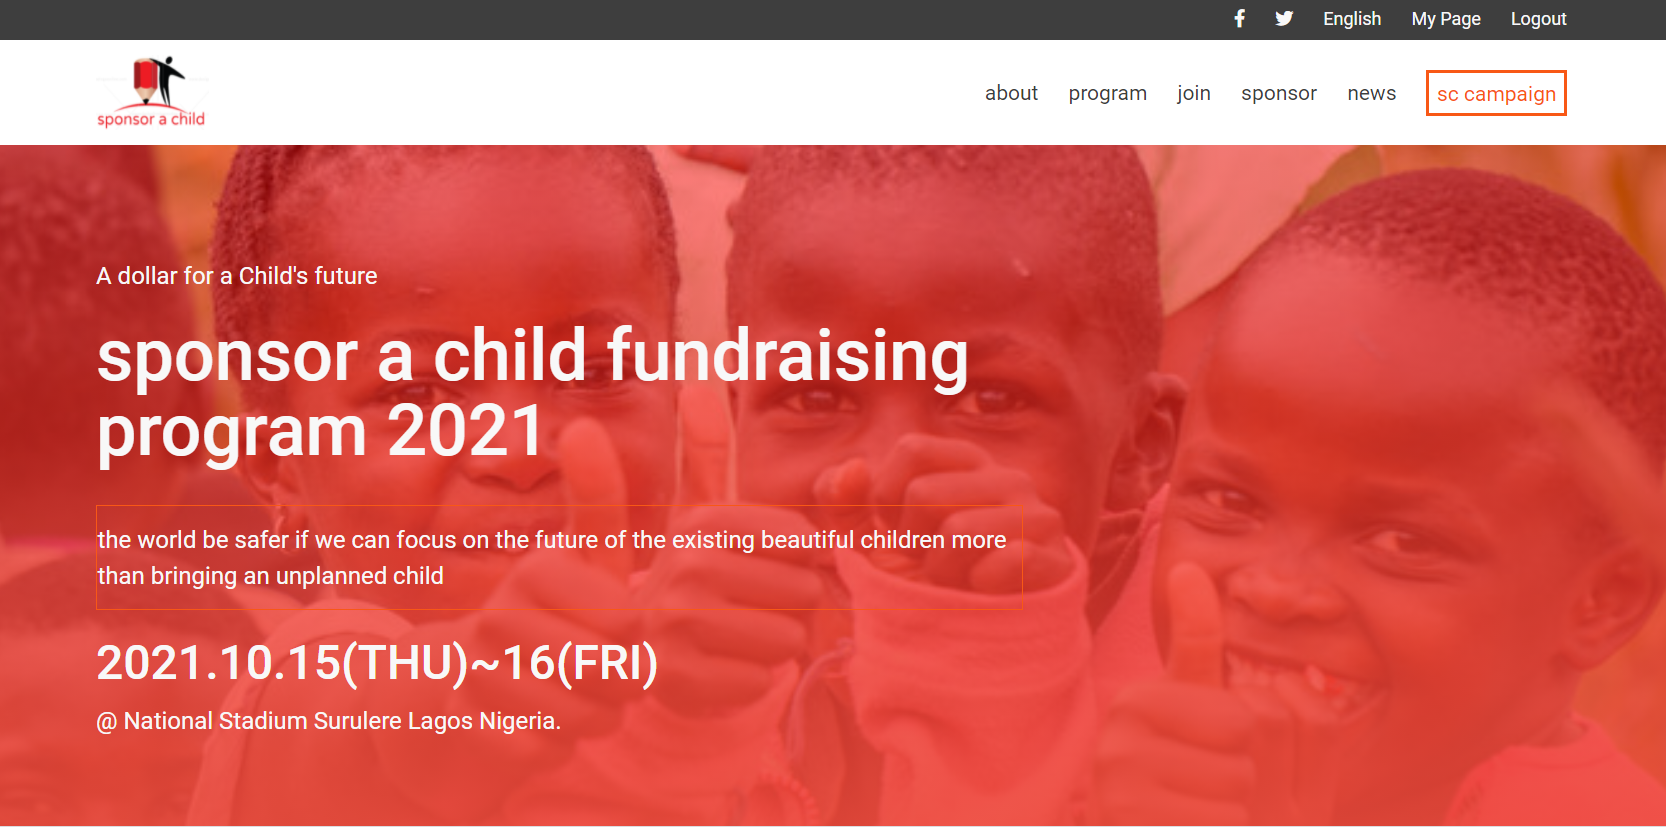 English My Page Logout
sponsor a child
about program join sponsor news sc campaign
A dollar for a Child's future
sponsor a child fundraising
program 2021
the world be safer if we can focus on the future of the existing beautiful children more
than bringing an unplanned child
2021.10.15(THU)~16(FRI)
@ National Stadium Surulere Lagos Nigeria.